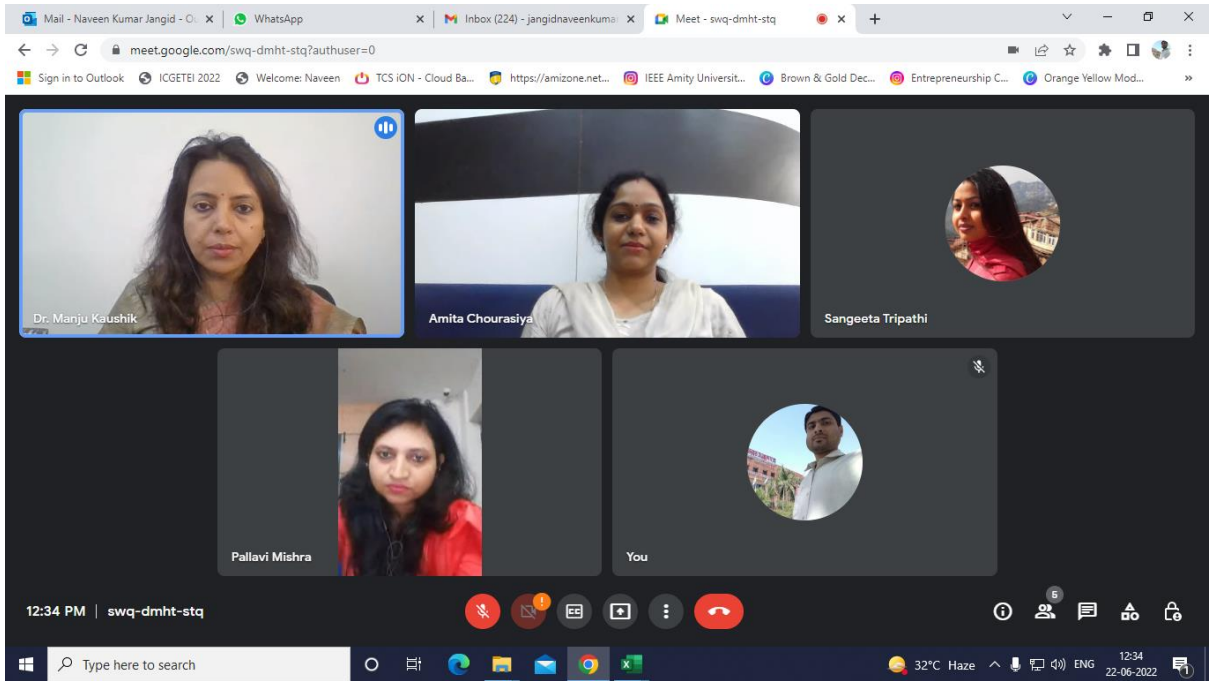 Mail - Naveen Kumar Jangid - O
WhatsApp
Inbox (224) - jangidnaveenkuma
Meet - swq-dmht-stq
meet.google.com/swq-dmht-stq?authuser=0
Sign in to Outlook
ICGETEI 2022
Welcome: Naveen
TCS iON - Cloud Ba...
https://amizone.net...
IEEE Amity Universit...
Brown & Gold Dec...
Entrepreneurship C...
Orange Yellow Mod...
Dr. Manju Kaushik
Amita Chourasiya
Sangeeta Tripathi
Pallavi Mishra
You
12:34 PM | swq-dmht-stq
CC
5
Type here to search
32°C Haze
ENG
12:34
22-06-2022